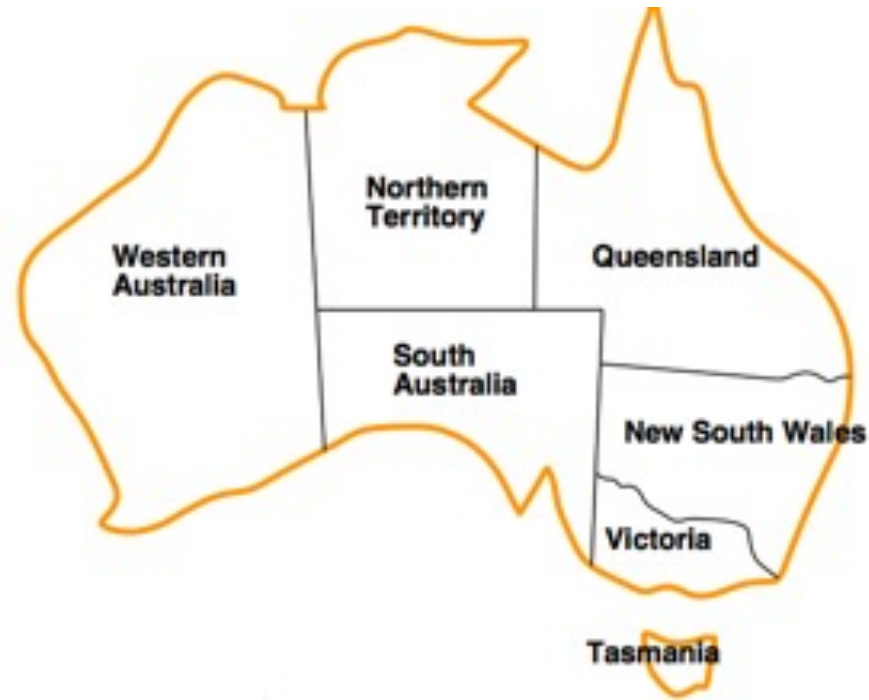 Northern
Territory
Western
Australia
Queensland
South
Australia
New South Wales
Victoria
Tasmania